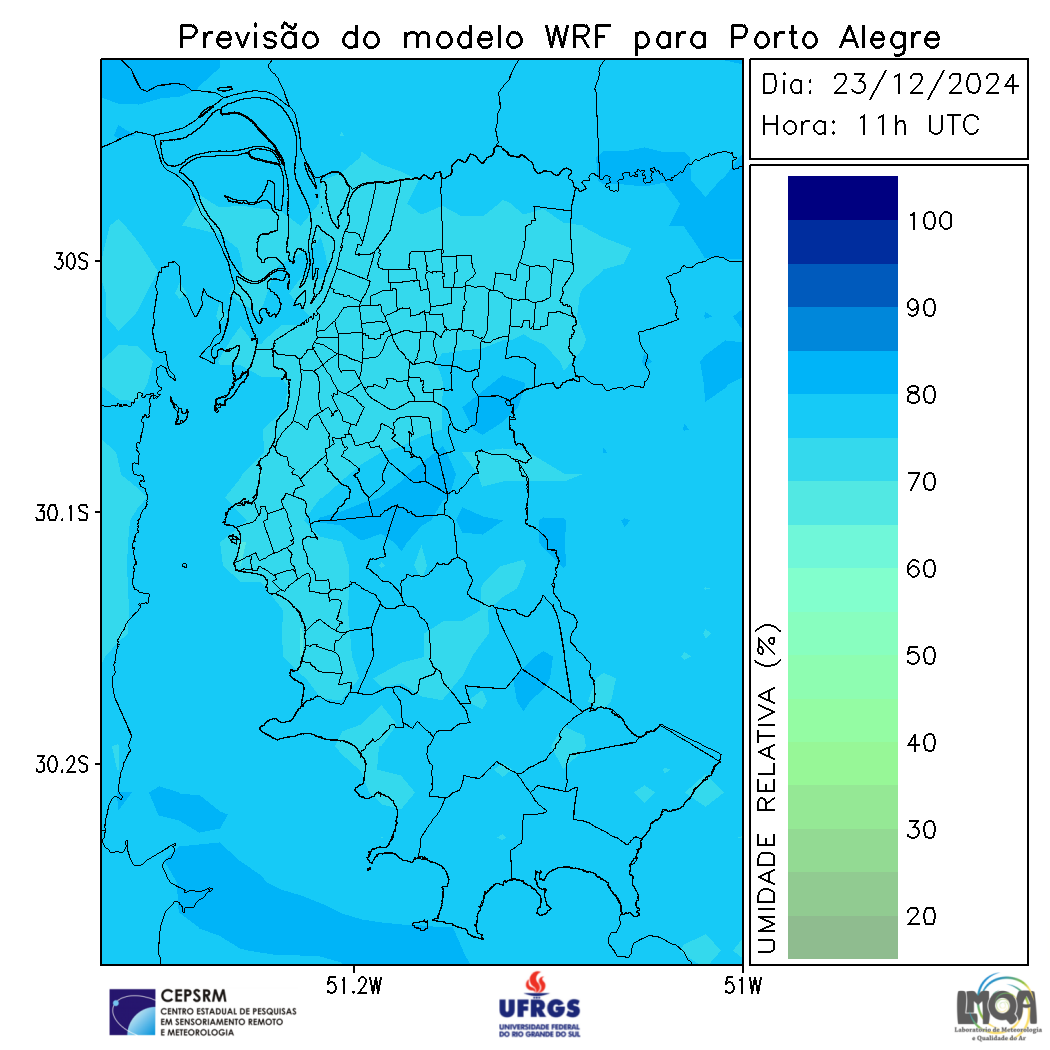 Previsão do modelo WRF para Porto Alegre
Dia: 23/12/2024
Hora: 11h UTC
100
90
80
70
60
50
40
30
20
UMIDADE RELATIVA (%)
30S
30.1S
30.2S
51.2W
51W
CEPSRM
CENTRO ESTADUAL DE PESQUISAS
EM SENSORIAMENTO REMOTO
E METEOROLOGIA
UFRGS
UNIVERSIDADE FEDERAL
DO RIO GRANDE DO SUL
LMQA
Laboratório de Meteorologia
e Qualidade do Ar